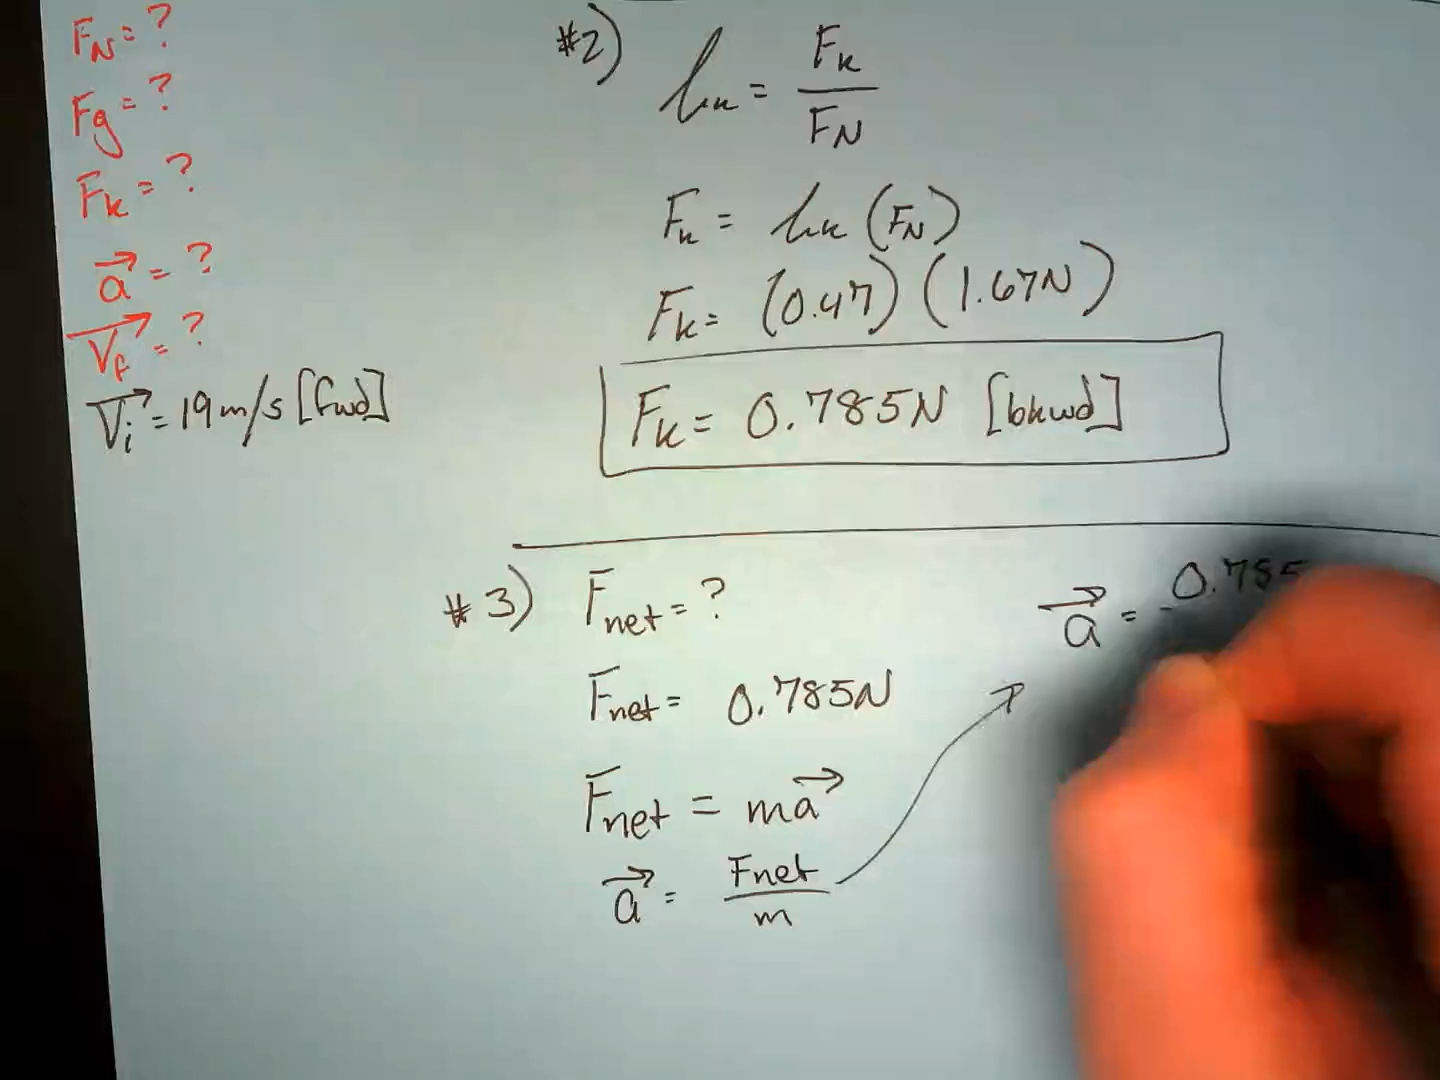 F_N = ?
Fg = ?
F_k = ?
a⃗ = ?
V⃗_f = ?
V⃗_i = 19 m/s [fwd]
#2) μ_k = F_k / F_N
F_k = μ_k (F_N)
F_k = (0.47) (1.67N)
F_k = 0.785N [bkwd]
#3) F_net = ?
F_net = 0.785N
F_net = ma⃗
a⃗ = F_net / m
a⃗ = 0.785